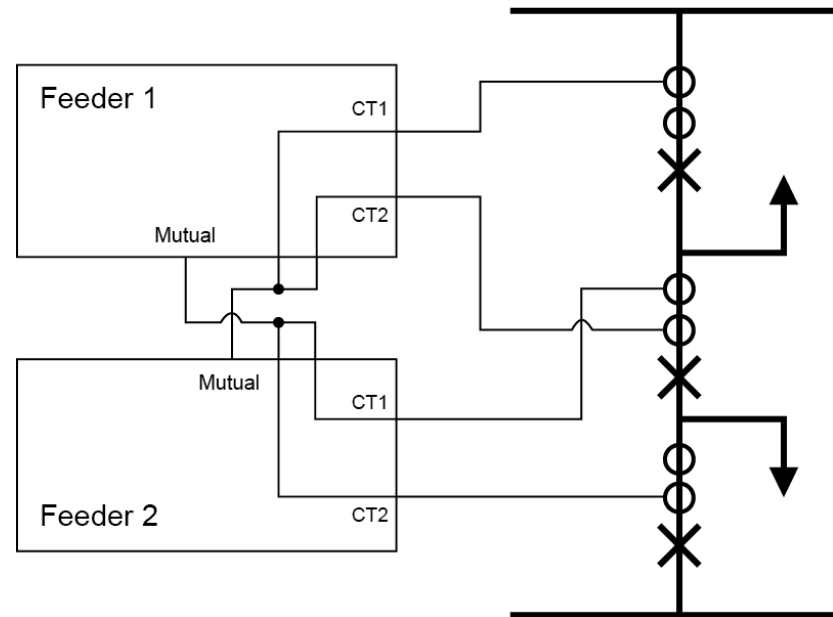 Feeder 1
CT1
CT2
Mutual
Mutual
CT1
Feeder 2
CT2